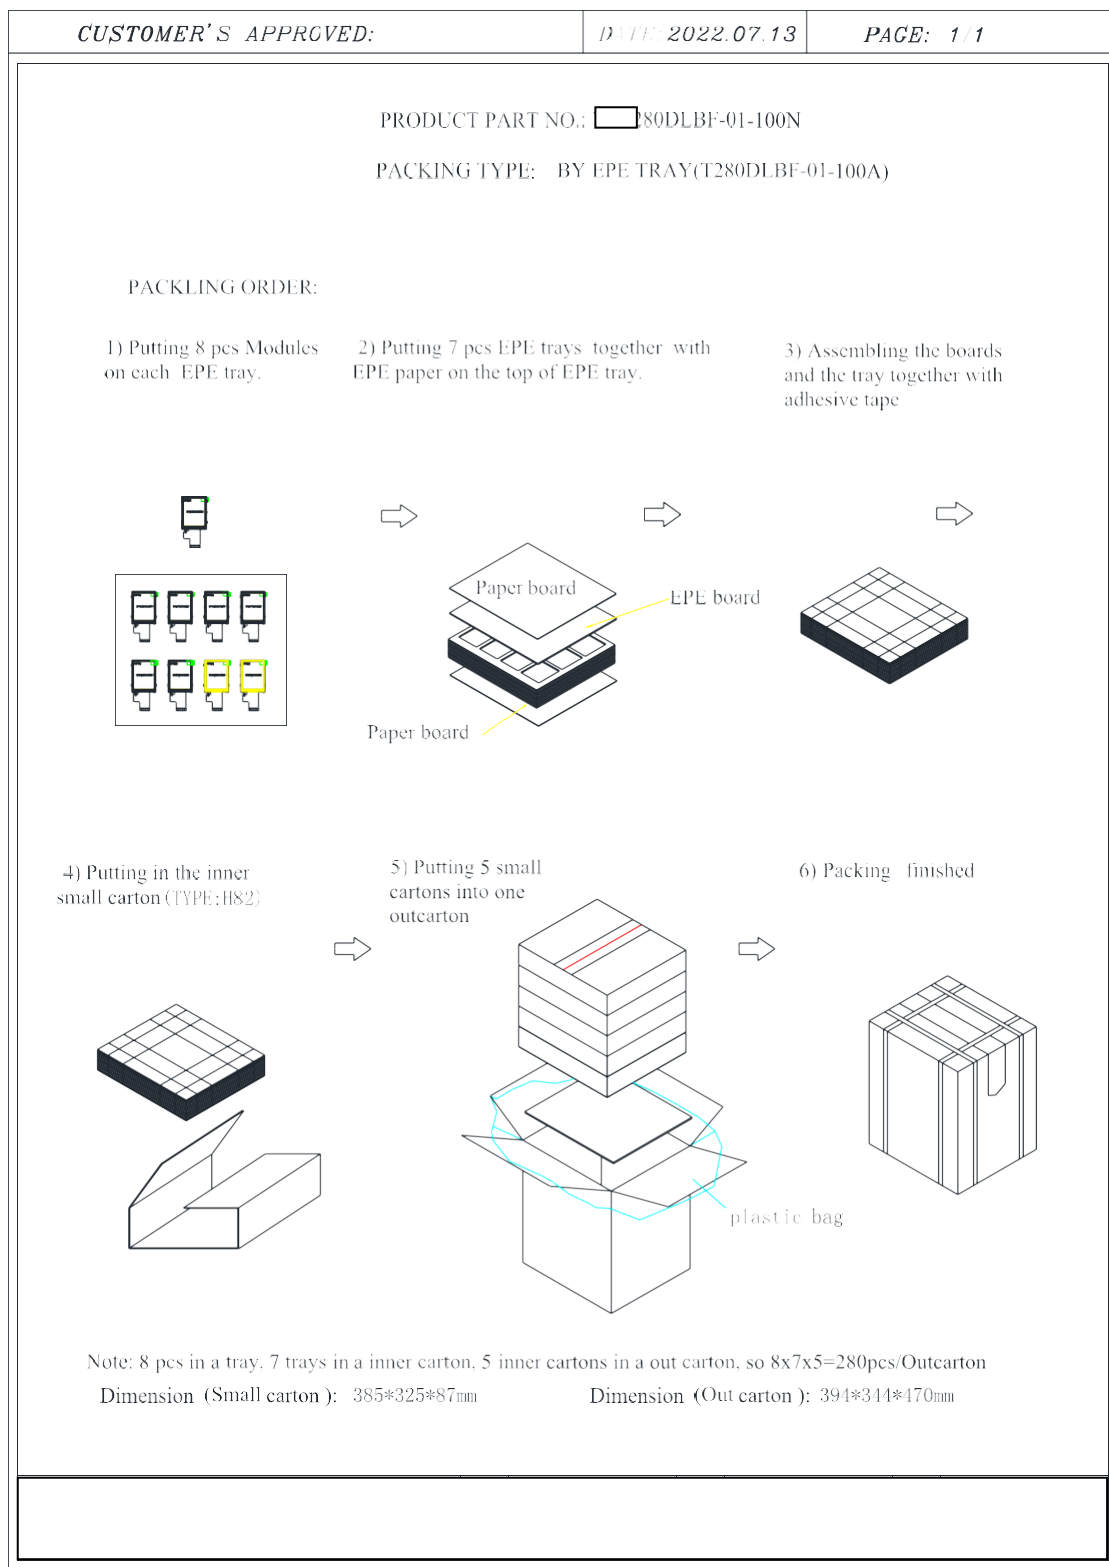 CUSTOMER'S APPROVED:
DATE: 2022.07.13
PAGE: 1/1
PRODUCT PART NO.: 280DLBF-01-100N
PACKING TYPE: BY EPE TRAY(T280DLBF-01-100A)
PACKLING ORDER:
1) Putting 8 pcs Modules
on each EPE tray.
2) Putting 7 pcs EPE trays together with
EPE paper on the top of EPE tray.
3) Assembling the boards
and the tray together with
adhesive tape
Paper board
EPE board
Paper board
4) Putting in the inner
small carton (TYPE:H82)
5) Putting 5 small
cartons into one
outcarton
6) Packing finished
plastic bag
Note: 8 pcs in a tray. 7 trays in a inner carton. 5 inner cartons in a out carton, so 8x7x5=280pcs/Outcarton
Dimension (Small carton ): 385*325*87mm
Dimension (Out carton ): 394*344*470mm